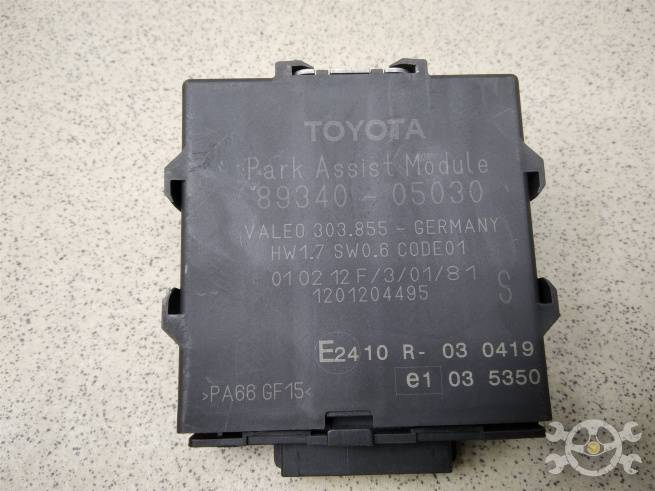 TOYOTA
Park Assist Module
89340 - 05030
VALEO 303.855 - GERMANY
HW1.7 SW0.6 CODE01
01 02 12 F/3/01/81
1201204495 S
E2410 R- 03 0419
e1 03 5350
>PA66 GF15<